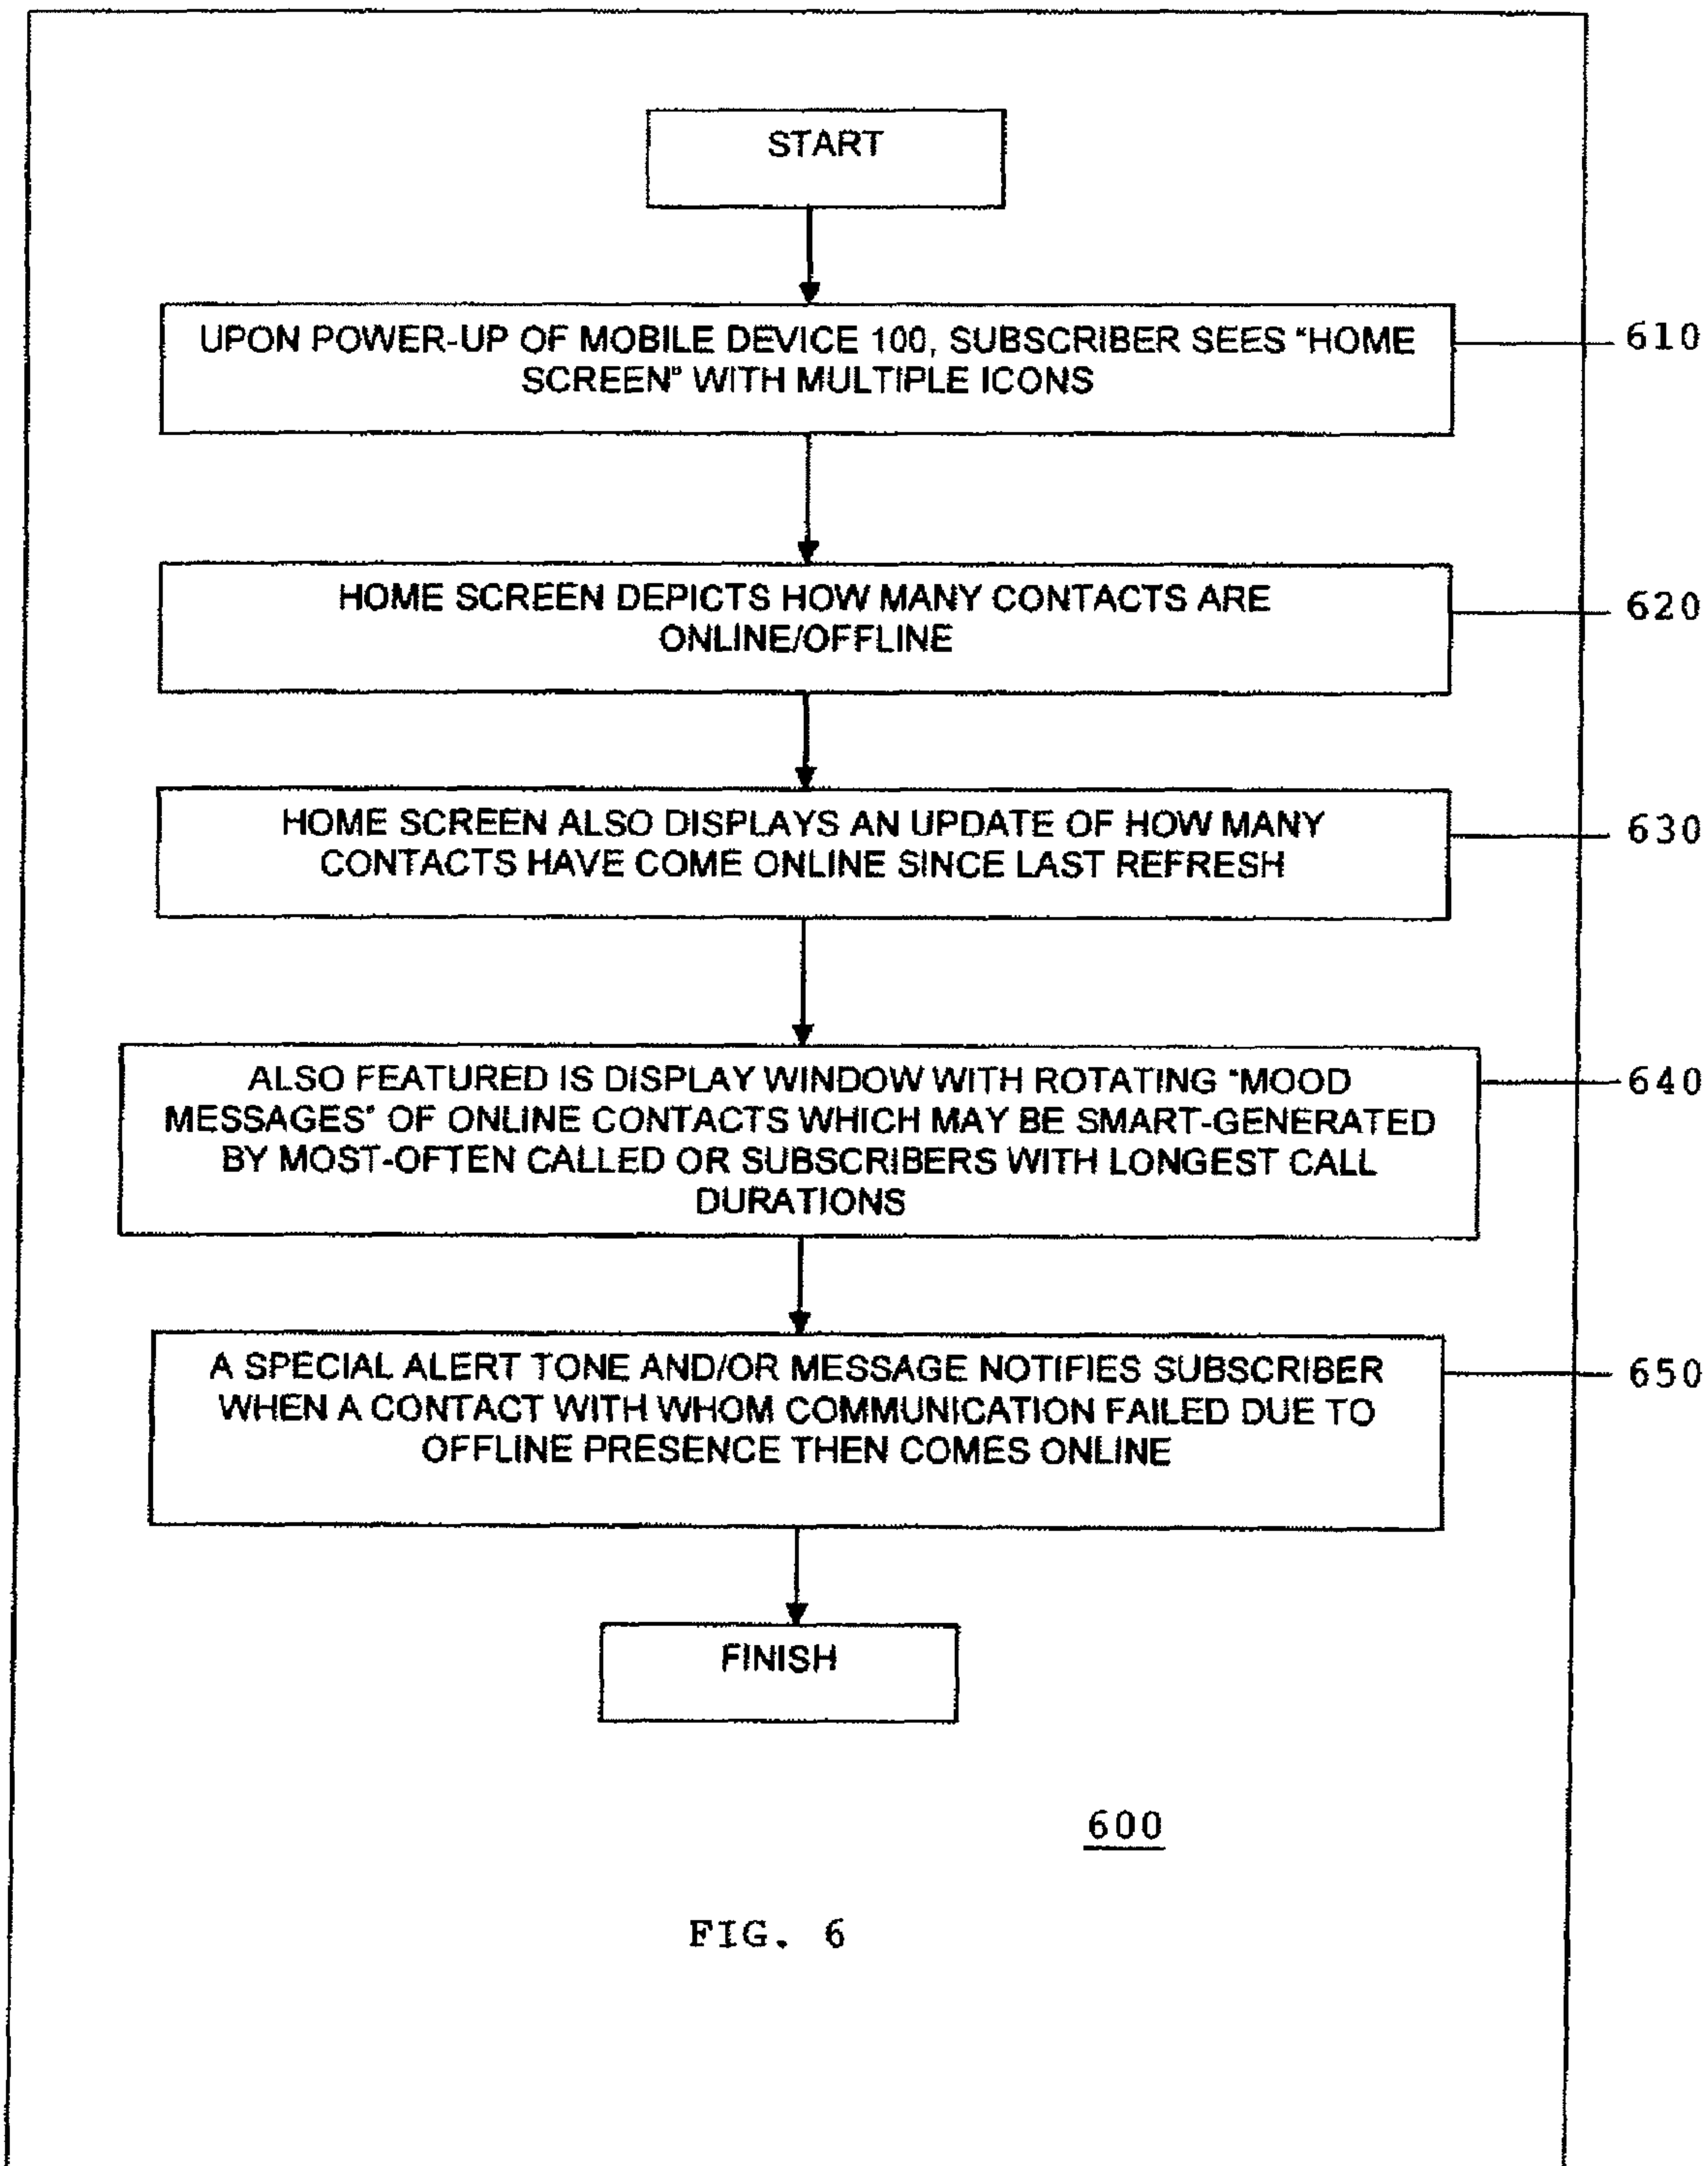 START
UPON POWER-UP OF MOBILE DEVICE 100, SUBSCRIBER SEES "HOME
SCREEN" WITH MULTIPLE ICONS
610
HOME SCREEN DEPICTS HOW MANY CONTACTS ARE
ONLINE/OFFLINE
620
HOME SCREEN ALSO DISPLAYS AN UPDATE OF HOW MANY
CONTACTS HAVE COME ONLINE SINCE LAST REFRESH
630
ALSO FEATURED IS DISPLAY WINDOW WITH ROTATING "MOOD
MESSAGES" OF ONLINE CONTACTS WHICH MAY BE SMART-GENERATED
BY MOST-OFTEN CALLED OR SUBSCRIBERS WITH LONGEST CALL
DURATIONS
640
A SPECIAL ALERT TONE AND/OR MESSAGE NOTIFIES SUBSCRIBER
WHEN A CONTACT WITH WHOM COMMUNICATION FAILED DUE TO
OFFLINE PRESENCE THEN COMES ONLINE
650
FINISH
600
FIG. 6